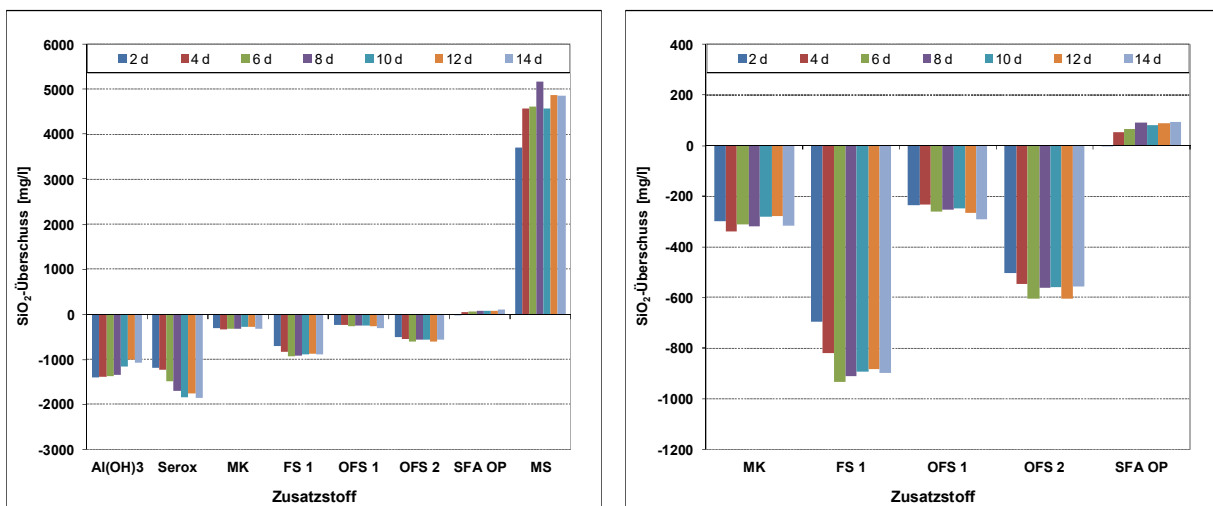 2 d 4 d 6 d 8 d 10 d 12 d 14 d
6000
5000
4000
3000
2000
1000
0
-1000
-2000
-3000
SiO2-Überschuss [mg/l]
Al(OH)3 Serox MK FS 1 OFS 1 OFS 2 SFA OP MS
Zusatzstoff
2 d 4 d 6 d 8 d 10 d 12 d 14 d
400
200
0
-200
-400
-600
-800
-1000
-1200
SiO2-Überschuss [mg/l]
MK FS 1 OFS 1 OFS 2 SFA OP
Zusatzstoff